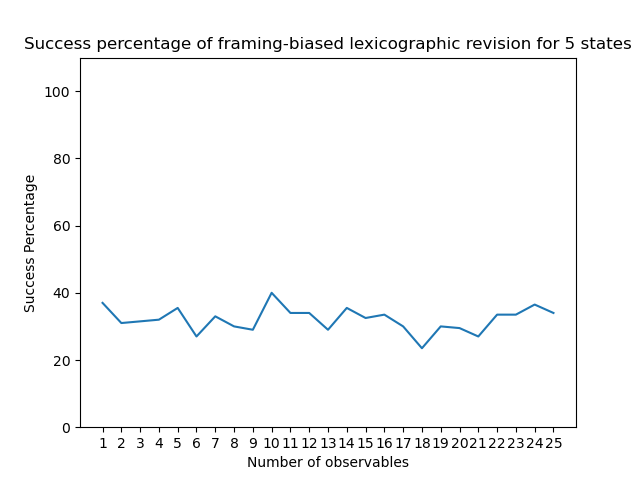 Success percentage of framing-biased lexicographic revision for 5 states
100
80
60
40
20
0
Success Percentage
1 2 3 4 5 6 7 8 9 10 11 12 13 14 15 16 17 18 19 20 21 22 23 24 25
Number of observables